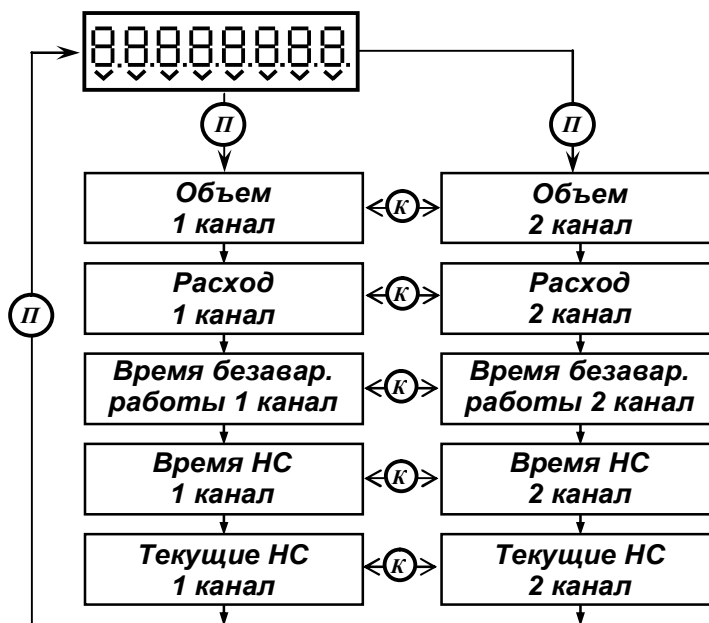 8.8.8.8.8.8.8.8.
П
П
Объем
1 канал
К
Объем
2 канал
Расход
1 канал
К
Расход
2 канал
П
Время безавар.
работы 1 канал
К
Время безавар.
работы 2 канал
Время НС
1 канал
К
Время НС
2 канал
Текущие НС
1 канал
К
Текущие НС
2 канал